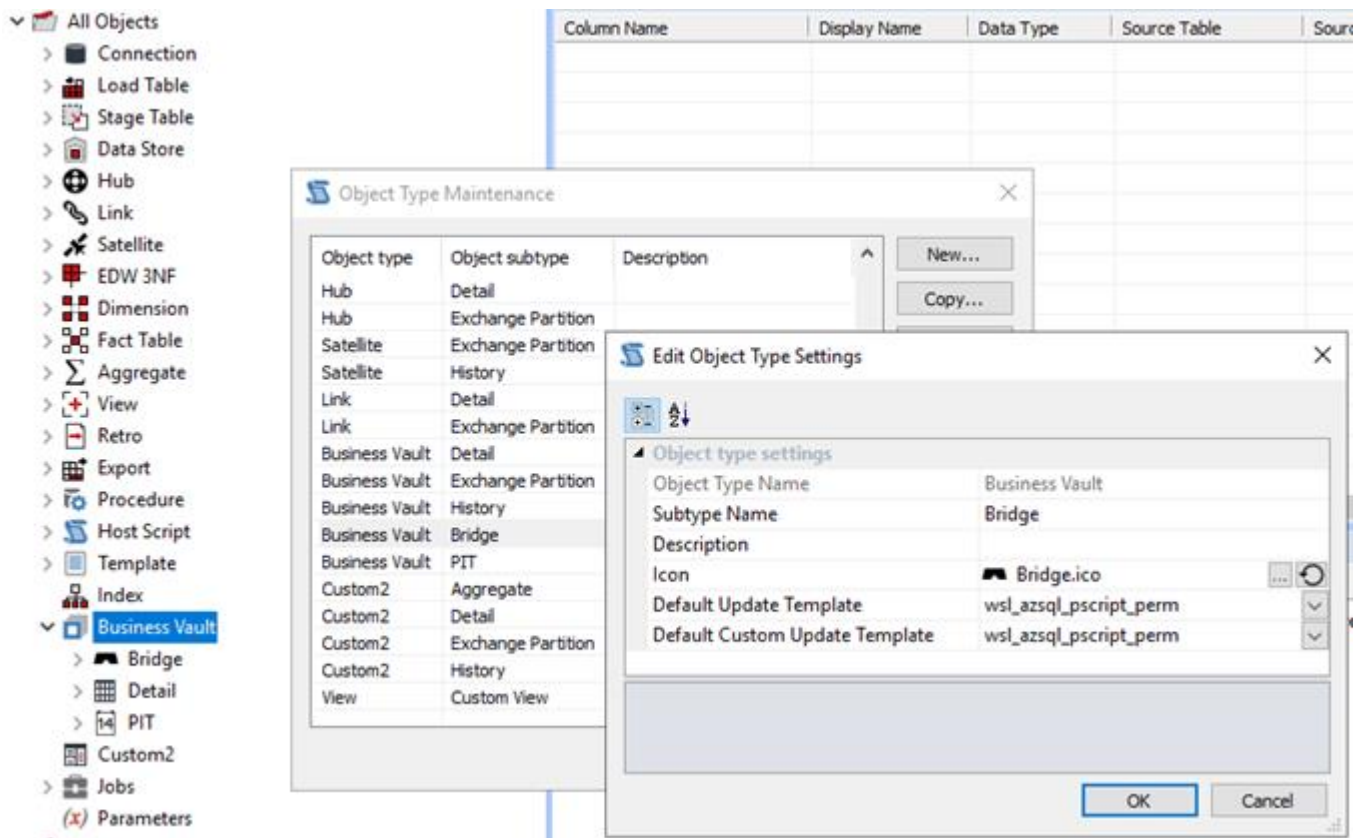 All Objects
Connection
Load Table
Stage Table
Data Store
Hub
Link
Satellite
EDW 3NF
Dimension
Fact Table
Aggregate
View
Retro
Export
Procedure
Host Script
Template
Index
Business Vault
Bridge
Detail
14 PIT
Custom2
Jobs
(x) Parameters
Column Name Display Name Data Type Source Table
Object Type Maintenance
Object type Object subtype Description
Hub Detail
Hub Exchange Partition
Satellite Exchange Partition
Satellite History
Link Detail
Link Exchange Partition
Business Vault Detail
Business Vault Exchange Partition
Business Vault History
Business Vault Bridge
Business Vault PIT
Custom2 Aggregate
Custom2 Detail
Custom2 Exchange Partition
Custom2 History
View Custom View
New...
Copy...
Edit Object Type Settings
Object type settings
Object Type Name Business Vault
Subtype Name Bridge
Description
Icon Bridge.ico ...
Default Update Template wsl_azsql_pscript_perm
Default Custom Update Template wsl_azsql_pscript_perm
OK Cancel